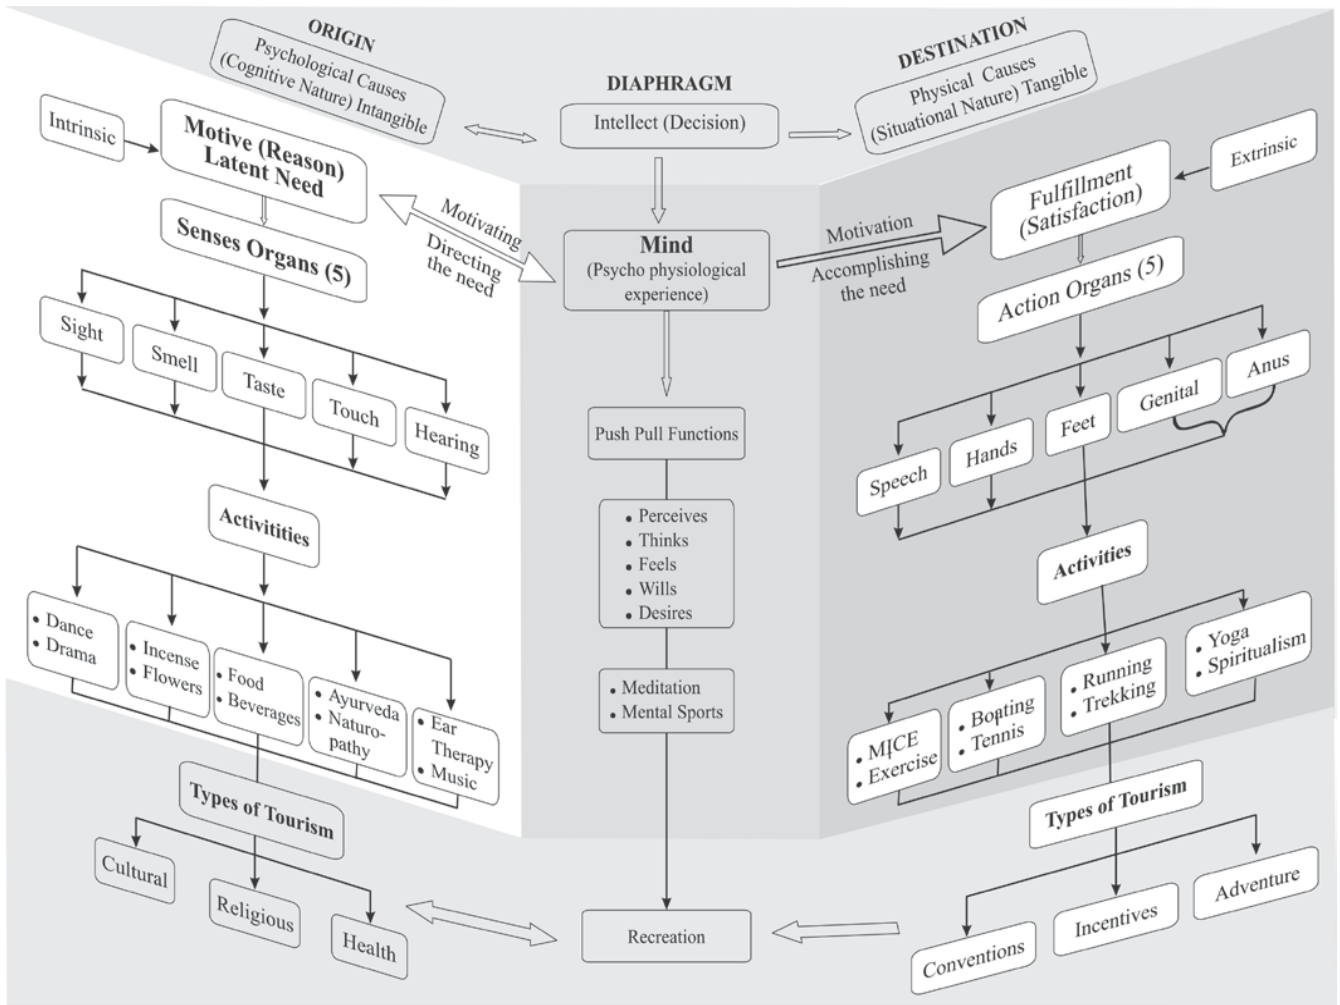 ORIGIN
Psychological Causes
(Cognitive Nature) Intangible
Intrinsic
Motive (Reason)
Latent Need
Senses Organs (5)
Sight
Smell
Taste
Touch
Hearing
Activitities
• Dance
• Drama
• Incense
• Flowers
• Food
• Beverages
• Ayurveda
• Naturo-
pathy
• Ear
Therapy
• Music
Types of Tourism
Cultural
Religious
Health
Motivating
Directing
the need
DIAPHRAGM
Intellect (Decision)
Mind
(Psycho physiological
experience)
Push Pull Functions
• Perceives
• Thinks
• Feels
• Wills
• Desires
• Meditation
• Mental Sports
Recreation
Motivation
Accomplishing
the need
DESTINATION
Physical Causes
(Situational Nature) Tangible
Extrinsic
Fulfillment
(Satisfaction)
Action Organs (5)
Speech
Hands
Feet
Genital
Anus
Activities
• MICE
• Exercise
• Boating
• Tennis
• Running
• Trekking
• Yoga
• Spiritualism
Types of Tourism
Conventions
Incentives
Adventure